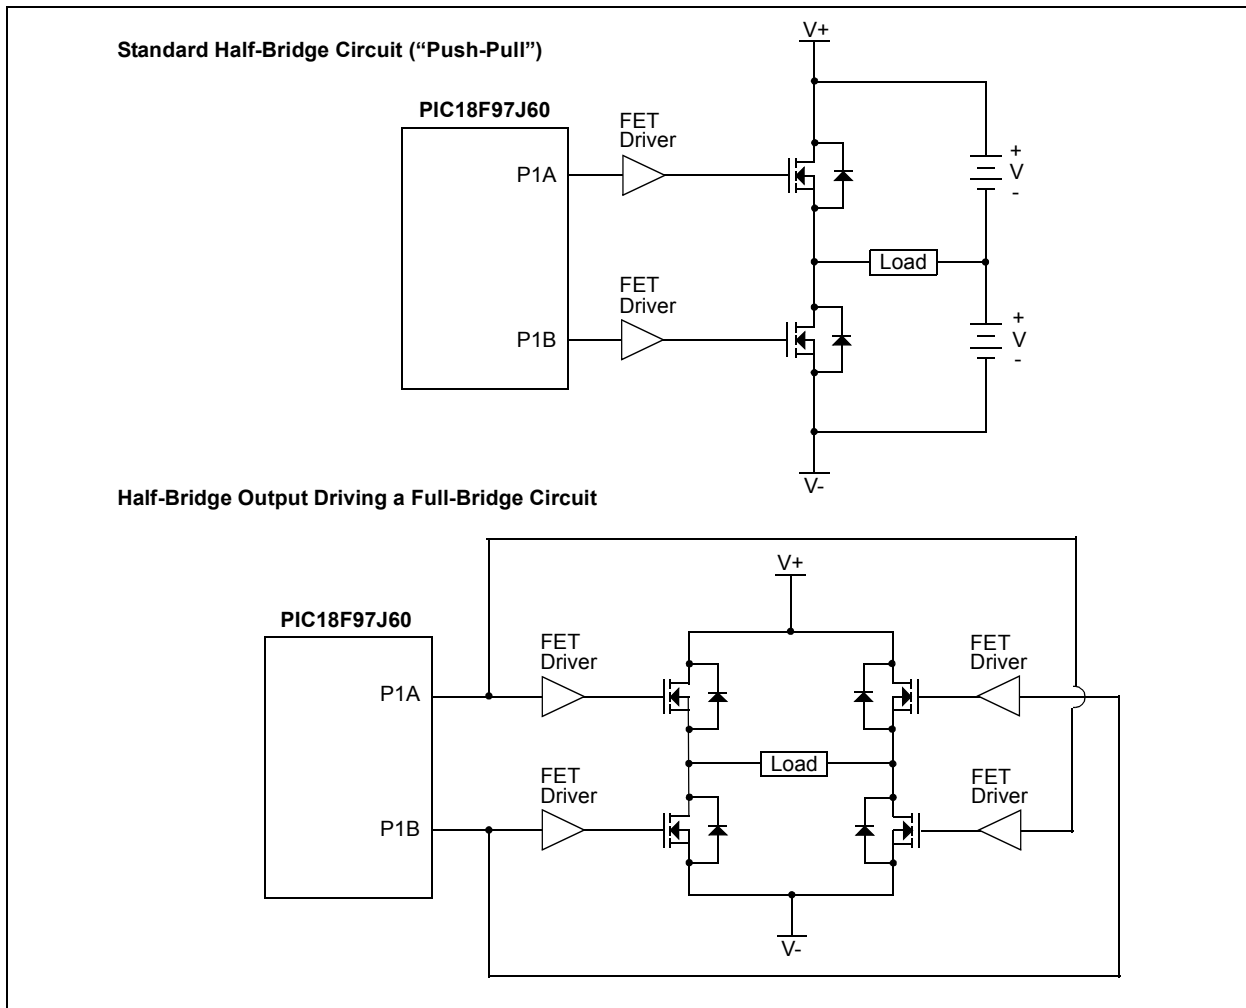 Standard Half-Bridge Circuit (“Push-Pull”)
V+
PIC18F97J60
FET
Driver
P1A
+
V
-
Load
FET
Driver
P1B
+
V
-
V-
Half-Bridge Output Driving a Full-Bridge Circuit
V+
PIC18F97J60
FET
Driver
FET
Driver
P1A
Load
FET
Driver
FET
Driver
P1B
V-